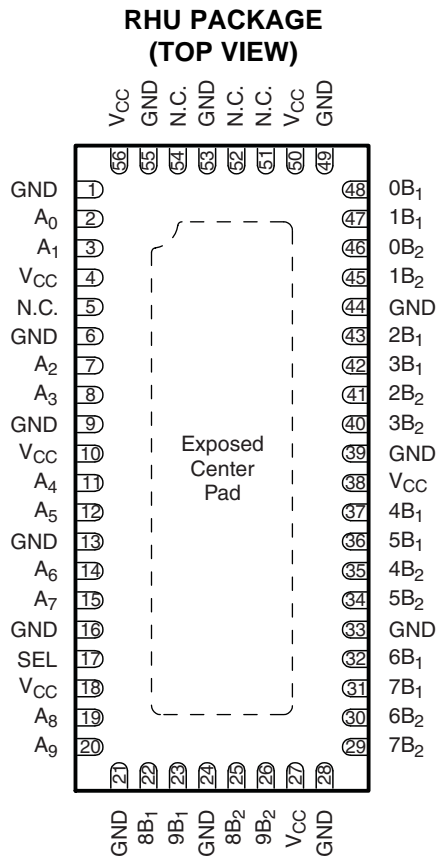 RHU PACKAGE
(TOP VIEW)
VCC GND N.C. GND N.C. N.C. VCC GND
56 55 54 53 52 51 50 49
GND 1 48 0B1
A0 2 47 1B1
A1 3 46 0B2
VCC 4 45 1B2
N.C. 5 44 GND
GND 6 43 2B1
A2 7 42 3B1
A3 8 41 2B2
GND 9 40 3B2
VCC 10 39 GND
A4 11 38 VCC
A5 12 37 4B1
GND 13 36 5B1
A6 14 35 4B2
A7 15 34 5B2
GND 16 33 GND
SEL 17 32 6B1
VCC 18 31 7B1
A8 19 30 6B2
A9 20 29 7B2
Exposed
Center
Pad
21 22 23 24 25 26 27 28
GND 8B1 9B1 GND 8B2 9B2 VCC GND